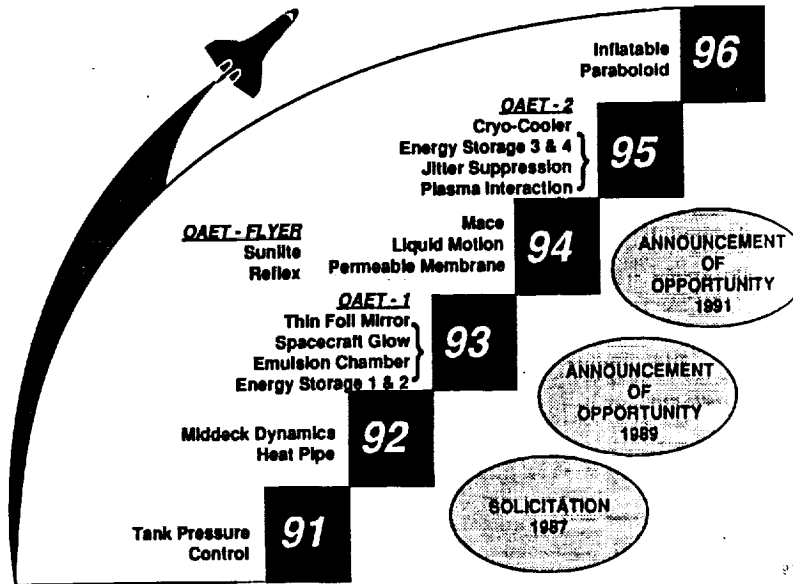 Inflatable
Paraboloid
96
OAET - 2
Cryo-Cooler
Energy Storage 3 & 4
Jitter Suppression
Plasma Interaction
95
OAET - FLYER
Sunlite
Reflex
Mace
Liquid Motion
Permeable Membrane
94
ANNOUNCEMENT
OF
OPPORTUNITY
1991
OAET - 1
Thin Foil Mirror
Spacecraft Glow
Emulsion Chamber
Energy Storage 1 & 2
93
ANNOUNCEMENT
OF
OPPORTUNITY
1989
Middeck Dynamics
Heat Pipe
92
SOLICITATION
1987
Tank Pressure
Control
91